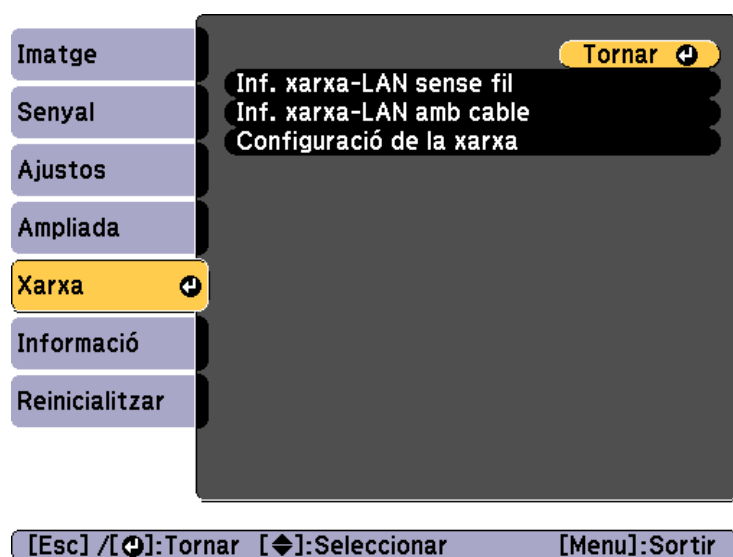 Imatge
Senyal
Ajustos
Ampliada
Xarxa
Informació
Reinicialitzar
Tornar
Inf. xarxa-LAN sense fil
Inf. xarxa-LAN amb cable
Configuració de la xarxa
[Esc] /[⏎]:Tornar [◆]:Seleccionar [Menu]:Sortir